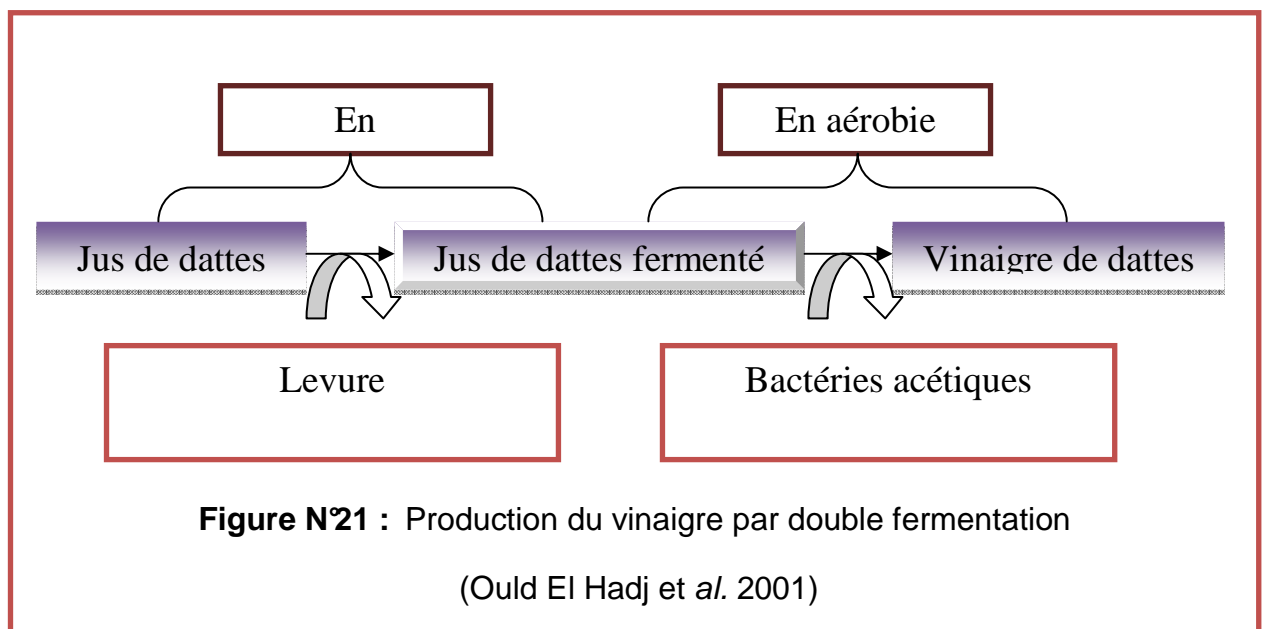 En
En aérobie
Jus de dattes
Jus de dattes fermenté
Vinaigre de dattes
Levure
Bactéries acétiques
Figure N°21 : Production du vinaigre par double fermentation
(Ould El Hadj et al. 2001)